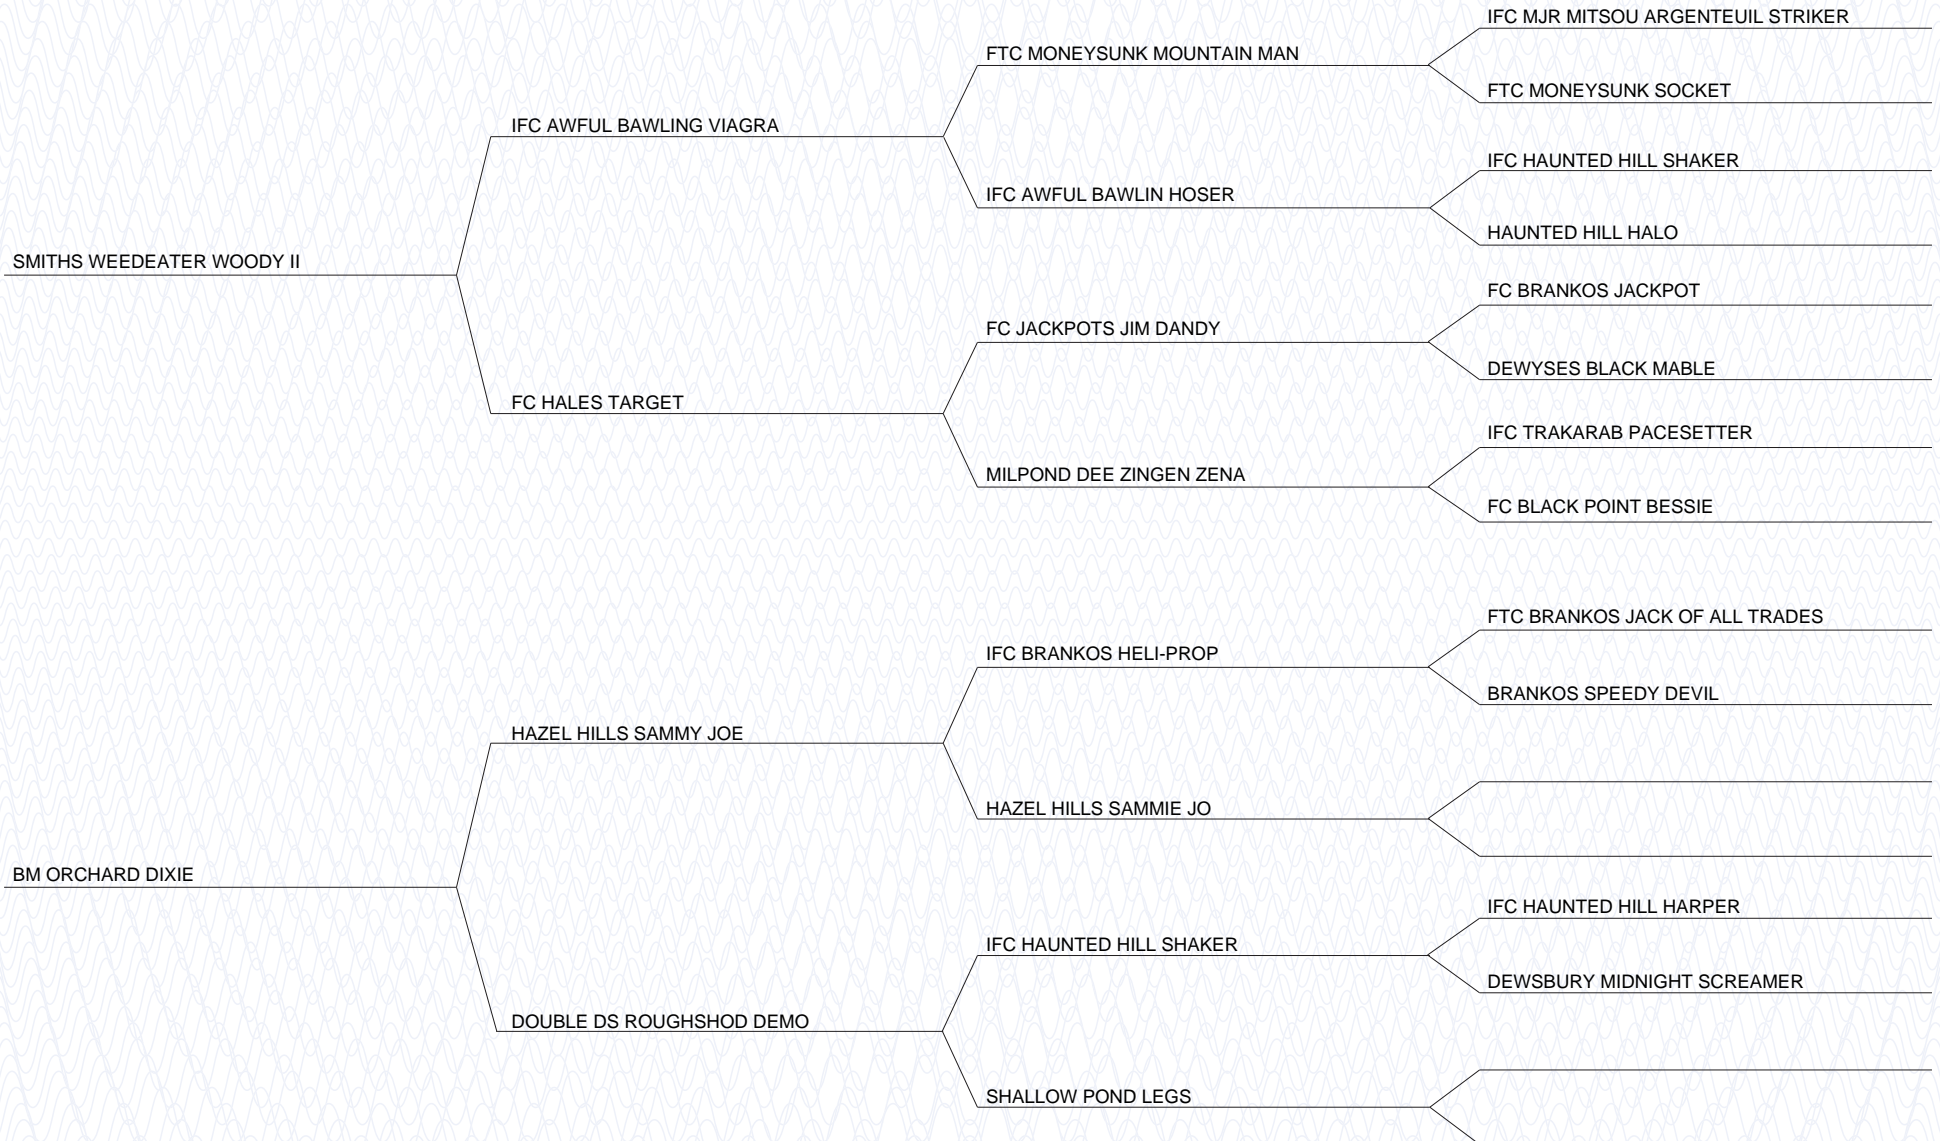 IFC MJR MITSOU ARGENTEUIL STRIKER
FTC MONEYSUNK MOUNTAIN MAN
FTC MONEYSUNK SOCKET
IFC AWFUL BAWLING VIAGRA
IFC HAUNTED HILL SHAKER
IFC AWFUL BAWLIN HOSER
HAUNTED HILL HALO
SMITHS WEEDEATER WOODY II
FC BRANKOS JACKPOT
FC JACKPOTS JIM DANDY
DEWYSES BLACK MABLE
FC HALES TARGET
IFC TRAKARAB PACESETTER
MILPOND DEE ZINGEN ZENA
FC BLACK POINT BESSIE
FTC BRANKOS JACK OF ALL TRADES
IFC BRANKOS HELI-PROP
BRANKOS SPEEDY DEVIL
HAZEL HILLS SAMMY JOE
HAZEL HILLS SAMMIE JO
BM ORCHARD DIXIE
IFC HAUNTED HILL HARPER
IFC HAUNTED HILL SHAKER
DEWSBURY MIDNIGHT SCREAMER
DOUBLE DS ROUGHSHOD DEMO
SHALLOW POND LEGS